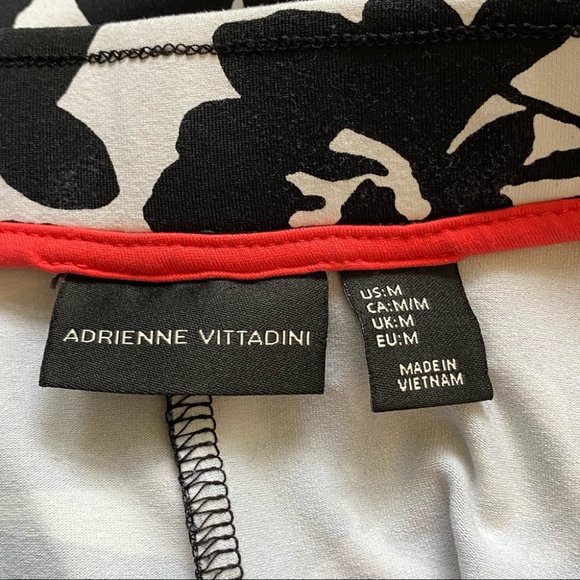 ADRIENNE VITTADINI
US:M
CA:M/M
UK:M
EU:M
MADE IN
VIETNAM